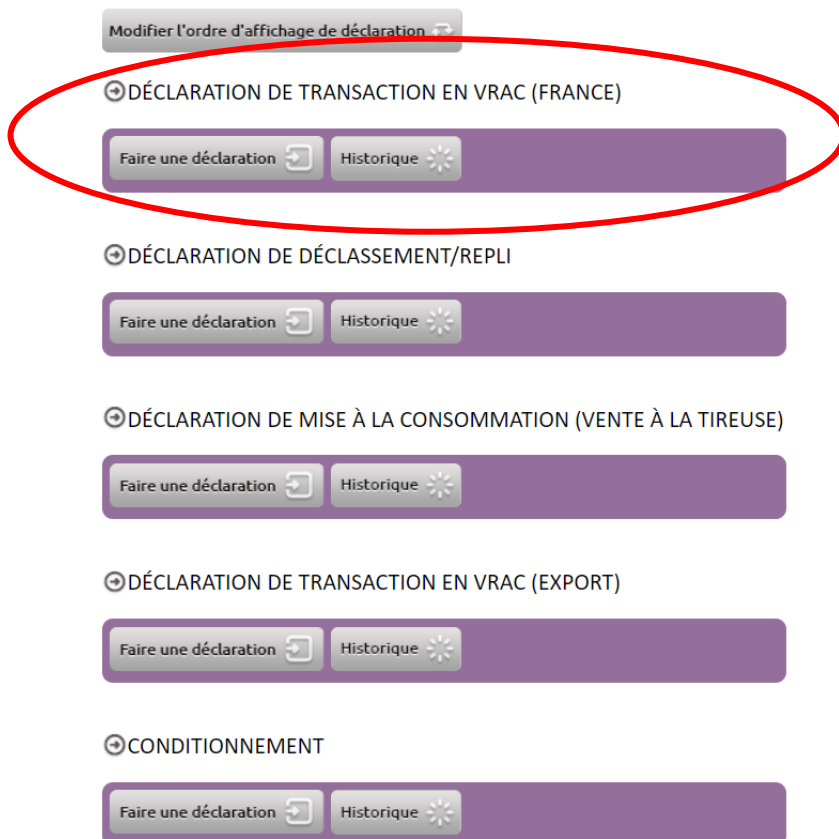 Modifier l'ordre d'affichage de déclaration
DÉCLARATION DE TRANSACTION EN VRAC (FRANCE)
Faire une déclaration Historique
DÉCLARATION DE DÉCLASSEMENT/REPLI
Faire une déclaration Historique
DÉCLARATION DE MISE À LA CONSOMMATION (VENTE À LA TIREUSE)
Faire une déclaration Historique
DÉCLARATION DE TRANSACTION EN VRAC (EXPORT)
Faire une déclaration Historique
CONDITIONNEMENT
Faire une déclaration Historique